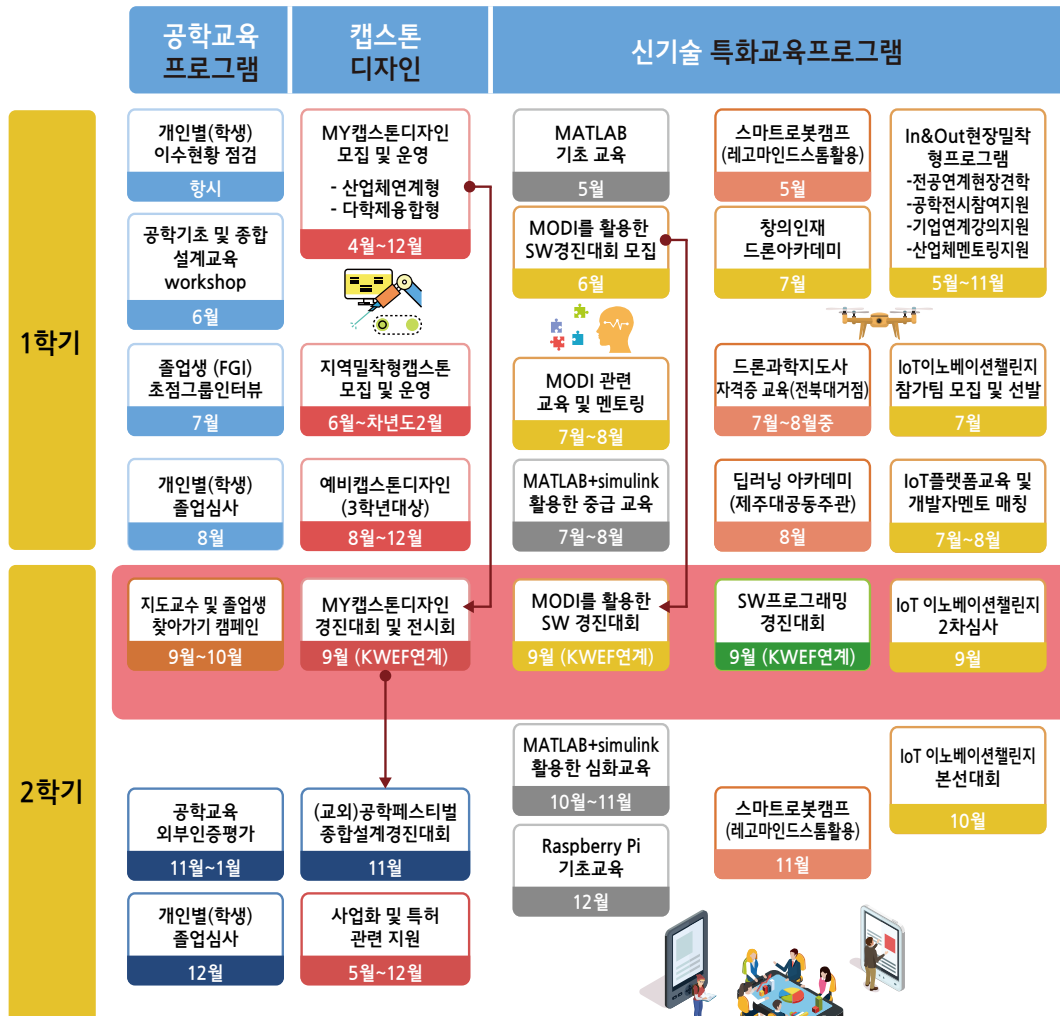 공학교육
프로그램
캡스톤
디자인
신기술 특화교육프로그램
1학기
개인별(학생)
이수현황 점검
항시
공학기초 및 종합
설계교육
workshop
6월
졸업생 (FGI)
초점그룹인터뷰
7월
개인별(학생)
졸업심사
8월
MY캡스톤디자인
모집 및 운영
- 산업체연계형
- 다학제융합형
4월~12월
지역밀착형캡스톤
모집 및 운영
6월~차년도2월
예비캡스톤디자인
(3학년대상)
8월~12월
MATLAB
기초 교육
5월
MODI를 활용한
SW경진대회 모집
6월
MODI 관련
교육 및 멘토링
7월~8월
MATLAB+simulink
활용한 중급 교육
7월~8월
스마트로봇캠프
(레고마인드스톰활용)
5월
창의인재
드론아카데미
7월
드론과학지도사
자격증 교육(전북대거점)
7월~8월중
딥러닝 아카데미
(제주대공동주관)
8월
In&Out현장밀착
형프로그램
-전공연계현장견학
-공학전시참여지원
-기업연계강의지원
-산업체멘토링지원
5월~11월
IoT이노베이션챌린지
참가팀 모집 및 선발
7월
IoT플랫폼교육 및
개발자멘토 매칭
7월~8월
2학기
지도교수 및 졸업생
찾아가기 캠페인
9월~10월
MY캡스톤디자인
경진대회 및 전시회
9월 (KWEF연계)
MODI를 활용한
SW 경진대회
9월 (KWEF연계)
SW프로그래밍
경진대회
9월 (KWEF연계)
IoT 이노베이션챌린지
2차심사
9월
공학교육
외부인증평가
11월~1월
개인별(학생)
졸업심사
12월
(교외)공학페스티벌
종합설계경진대회
11월
사업화 및 특허
관련 지원
5월~12월
MATLAB+simulink
활용한 심화교육
10월~11월
Raspberry Pi
기초교육
12월
스마트로봇캠프
(레고마인드스톰활용)
11월
IoT 이노베이션챌린지
본선대회
10월